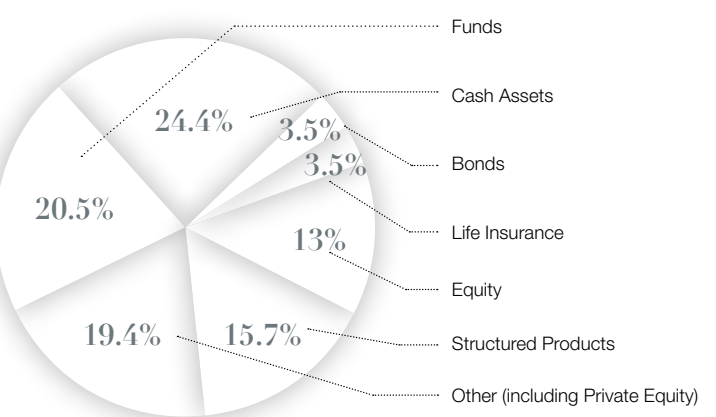 Funds
24.4%
Cash Assets
3.5%
3.5%
Bonds
20.5%
Life Insurance
13%
Equity
19.4%
15.7%
Structured Products
Other (including Private Equity)